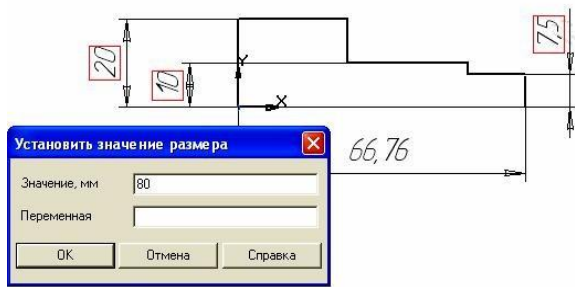 20
10
7,5
Y
X
66,76
Установить значение размера
Значение, мм
80
Переменная
OK
Отмена
Справка